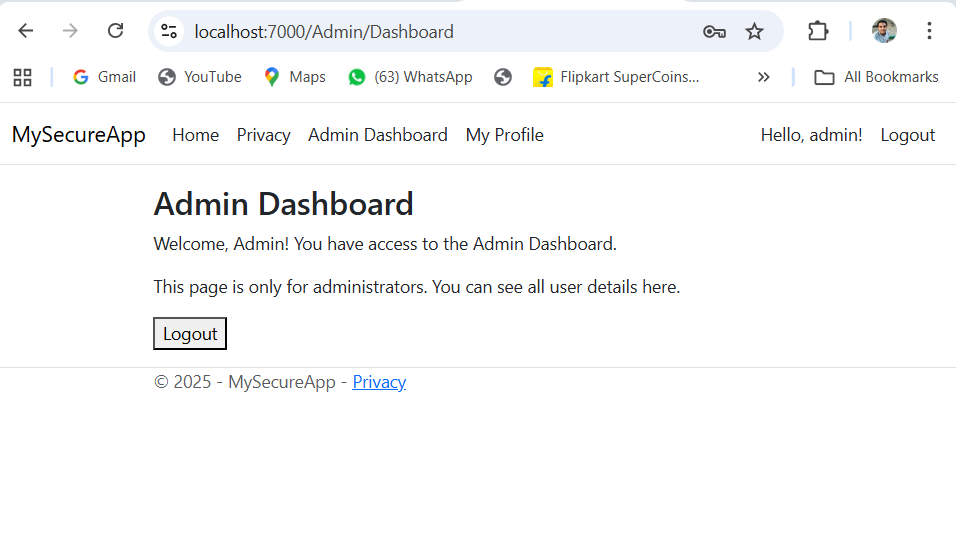 localhost:7000/Admin/Dashboard
Gmail YouTube Maps (63) WhatsApp Flipkart SuperCoins... » All Bookmarks
MySecureApp Home Privacy Admin Dashboard My Profile Hello, admin! Logout
Admin Dashboard
Welcome, Admin! You have access to the Admin Dashboard.
This page is only for administrators. You can see all user details here.
Logout
© 2025 - MySecureApp - Privacy